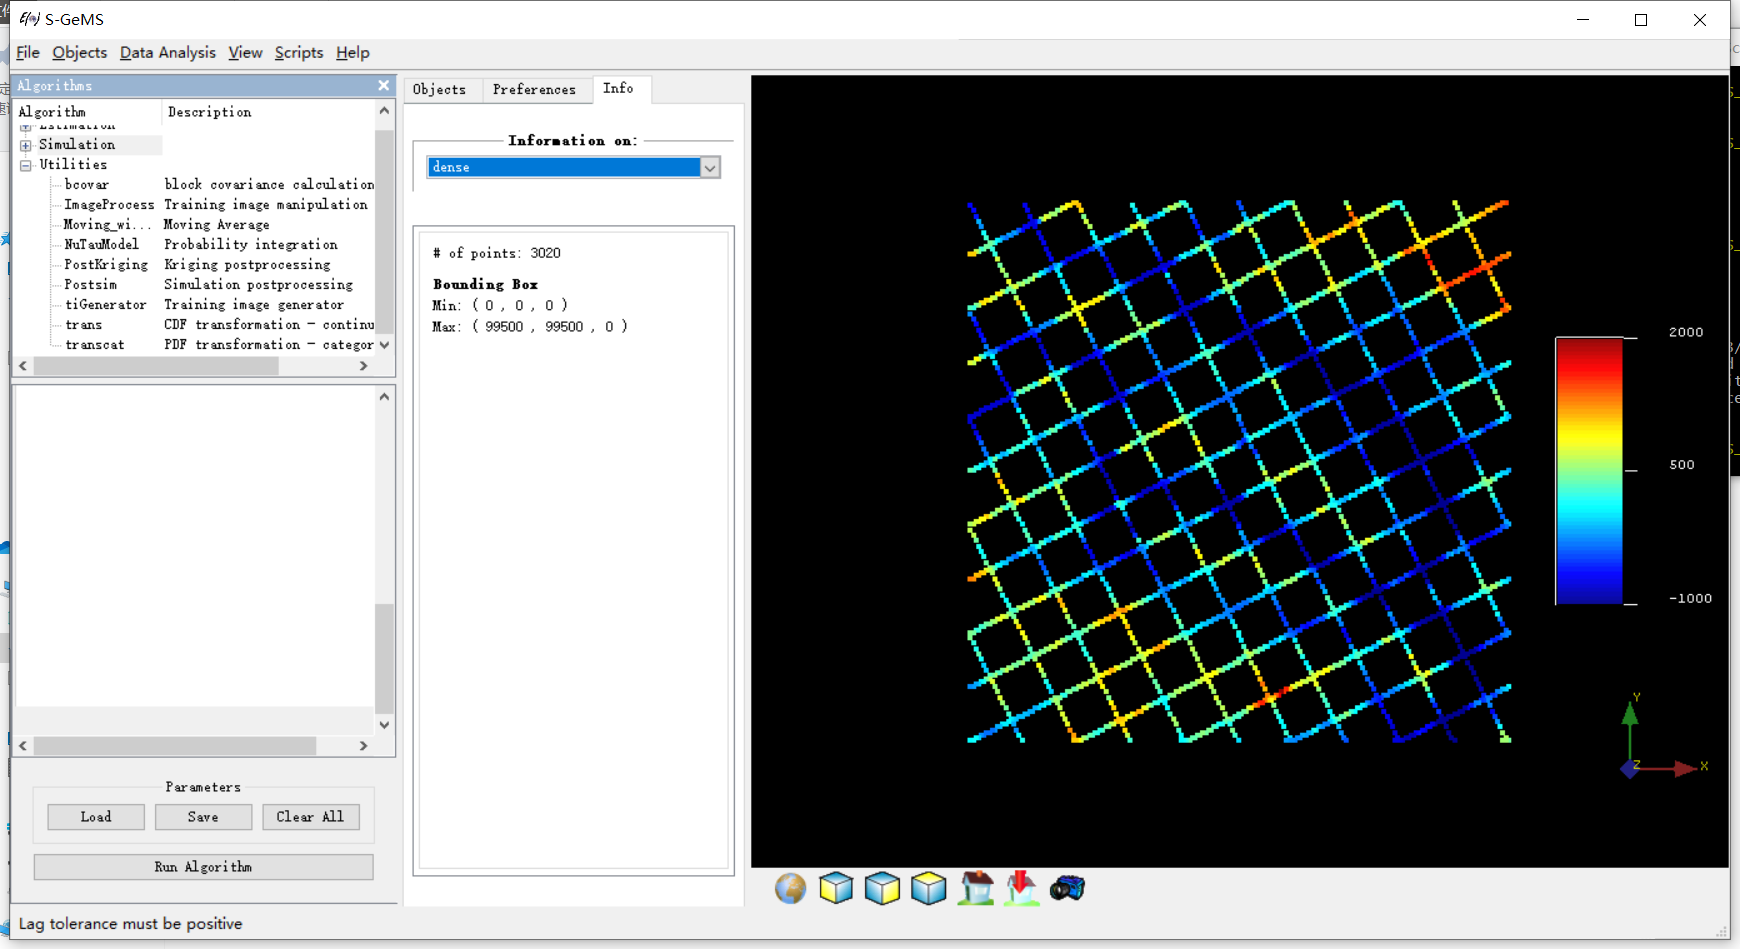 S-GeMS
File Objects Data Analysis View Scripts Help
Algorithms
Algorithm Description
Estimation
Simulation
Utilities
bcovar block covariance calculation
ImageProcess Training image manipulation
Moving_wi... Moving Average
NuTauModel Probability integration
PostKriging Kriging postprocessing
Postsim Simulation postprocessing
tiGenerator Training image generator
trans CDF transformation - continu
transcat PDF transformation - categor
Parameters
Load Save Clear All
Run Algorithm
Lag tolerance must be positive
Objects Preferences Info
Information on:
dense
# of points: 3020
Bounding Box
Min: ( 0 , 0 , 0 )
Max: ( 99500 , 99500 , 0 )
2000
500
-1000
Y
Z
X